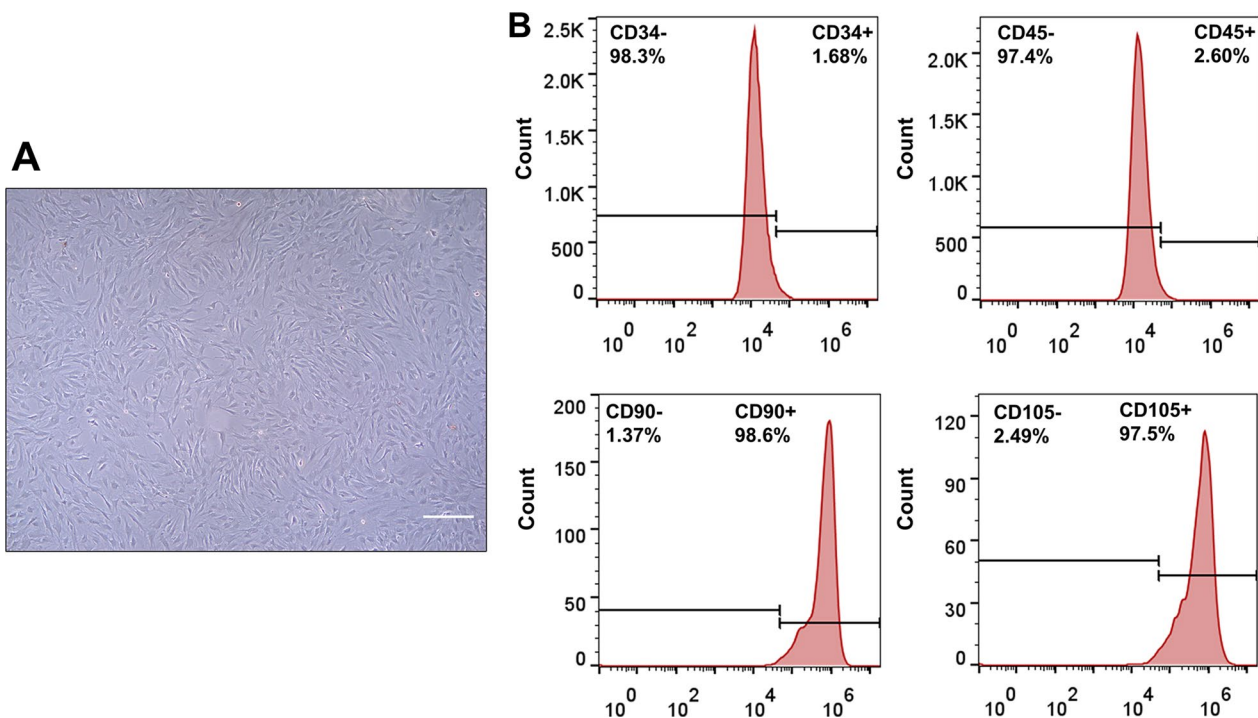 A
B
CD34-
98.3%
CD34+
1.68%
2.5K
2.0K
1.5K
1.0K
500
0
Count
10^0 10^2 10^4 10^6
CD45-
97.4%
CD45+
2.60%
2.0K
1.5K
1.0K
500
0
Count
10^0 10^2 10^4 10^6
CD90-
1.37%
CD90+
98.6%
200
150
100
50
0
Count
10^0 10^2 10^4 10^6
CD105-
2.49%
CD105+
97.5%
120
90
60
30
0
Count
10^0 10^2 10^4 10^6